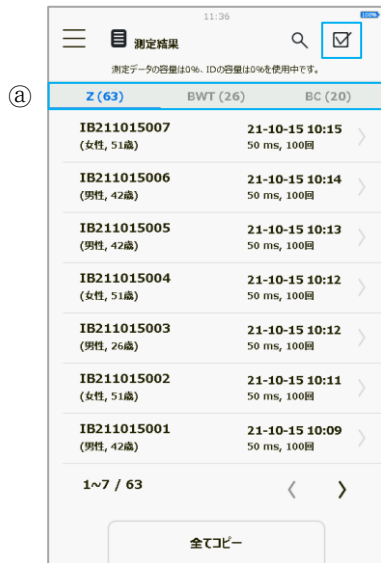 11:36
100%
測定結果
測定データの容量は0%、IDの容量は0%を使用中です。
ⓐ
Z (63) BWT (26) BC (20)
IB211015007 21-10-15 10:15
(女性, 51歳) 50 ms, 100回
IB211015006 21-10-15 10:14
(男性, 42歳) 50 ms, 100回
IB211015005 21-10-15 10:13
(男性, 42歳) 50 ms, 100回
IB211015004 21-10-15 10:12
(女性, 51歳) 50 ms, 100回
IB211015003 21-10-15 10:12
(男性, 26歳) 50 ms, 100回
IB211015002 21-10-15 10:11
(女性, 51歳) 50 ms, 100回
IB211015001 21-10-15 10:09
(男性, 42歳) 50 ms, 100回
1~7 / 63
全てコピー